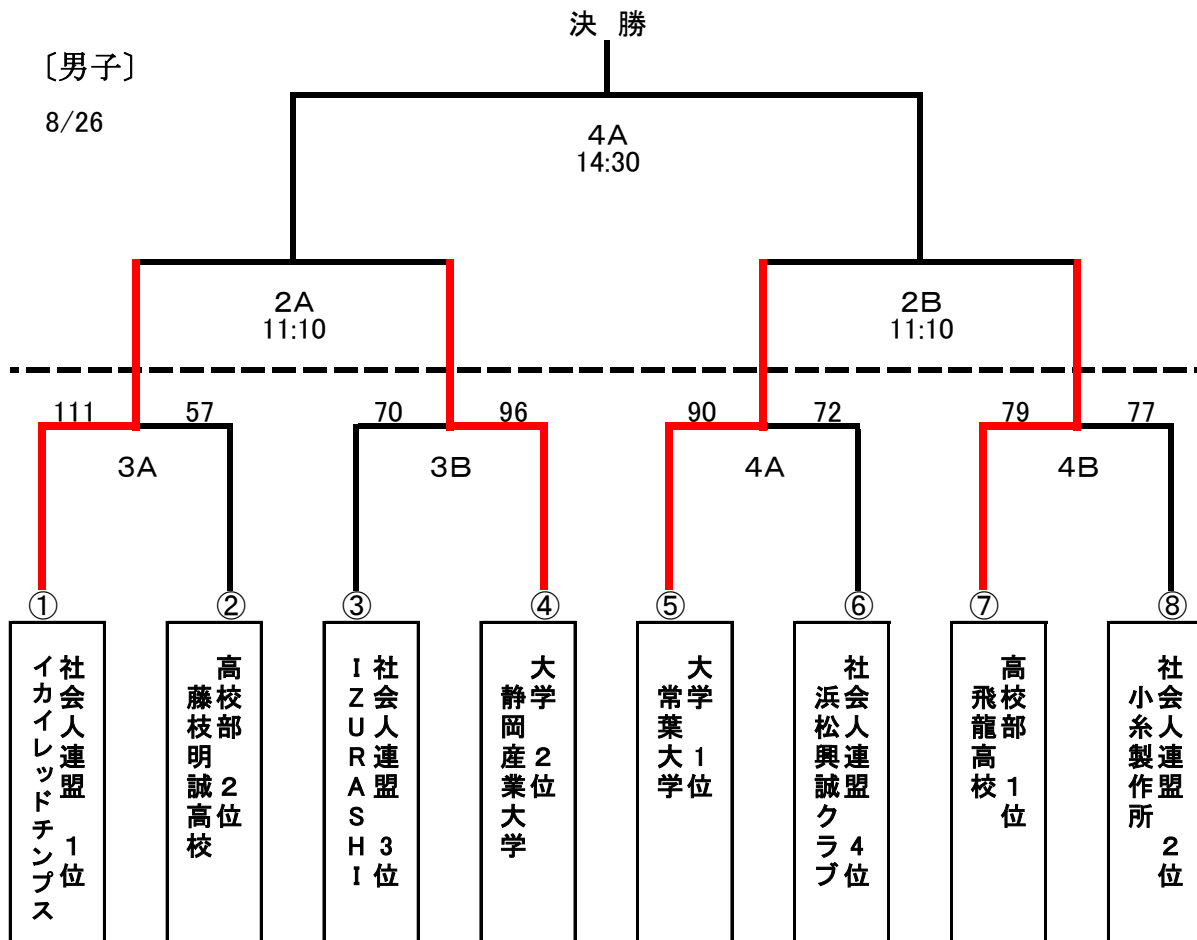 決 勝
〔男子〕
8/26
4A
14:30
2A
11:10
2B
11:10
111
57
70
96
90
72
79
77
3A
3B
4A
4B
①
②
③
④
⑤
⑥
⑦
⑧
社会人連盟 1位
イカイレッドチンプス
高校部 2位
藤枝明誠高校
社会人連盟 3位
IZURASHI
大学 2位
静岡産業大学
大学 1位
常葉大学
社会人連盟 4位
浜松興誠クラブ
高校部 1位
飛龍高校
社会人連盟 2位
小糸製作所